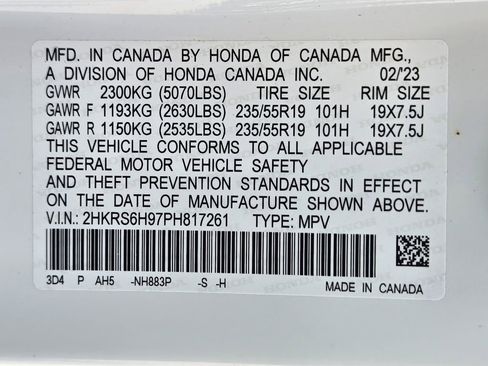 MFD. IN CANADA BY HONDA OF CANADA MFG.,
A DIVISION OF HONDA CANADA INC. 02/'23
GVWR 2300KG (5070LBS) TIRE SIZE RIM SIZE
GAWR F 1193KG (2630LBS) 235/55R19 101H 19X7.5J
GAWR R 1150KG (2535LBS) 235/55R19 101H 19X7.5J
THIS VEHICLE CONFORMS TO ALL APPLICABLE
FEDERAL MOTOR VEHICLE SAFETY
AND THEFT PREVENTION STANDARDS IN EFFECT
ON THE DATE OF MANUFACTURE SHOWN ABOVE.
V.I.N.: 2HKRS6H97PH817261 TYPE: MPV
3D4 P AH5 -NH883P -S -H
MADE IN CANADA